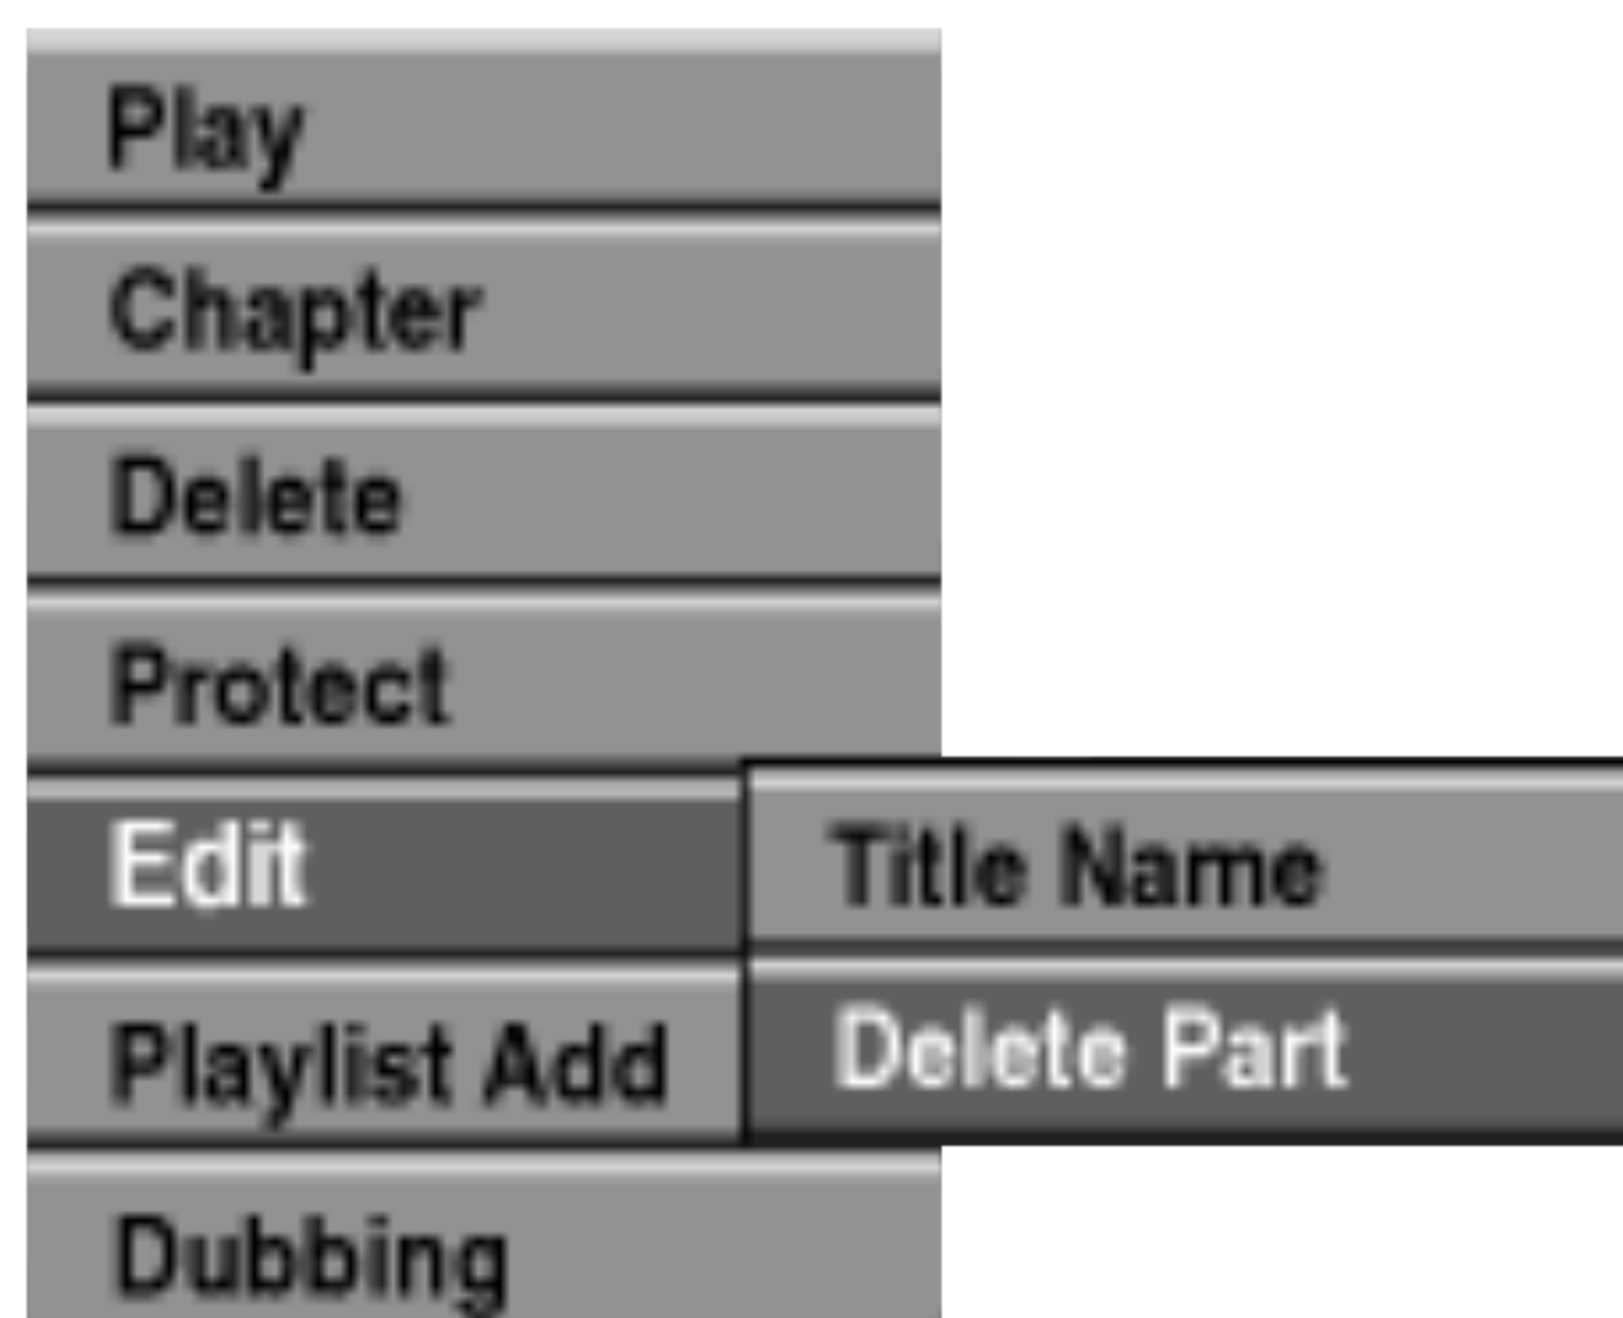 Play
Chapter
Delete
Protect
Edit
Title Name
Playlist Add
Delete Part
Dubbing